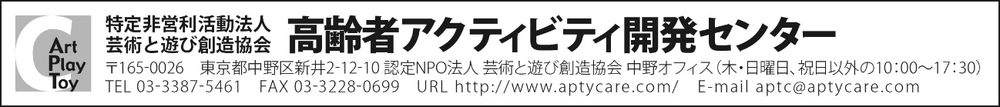 C
Art
Play
Toy
特定非営利活動法人
芸術と遊び創造協会
高齢者アクティビティ開発センター
〒165-0026　東京都中野区新井2-12-10 認定NPO法人 芸術と遊び創造協会 中野オフィス（木・日曜日、祝日以外の10：00〜17：30）
TEL 03-3387-5461　FAX 03-3228-0699　URL http://www.aptycare.com/　E-mail aptc@aptycare.com